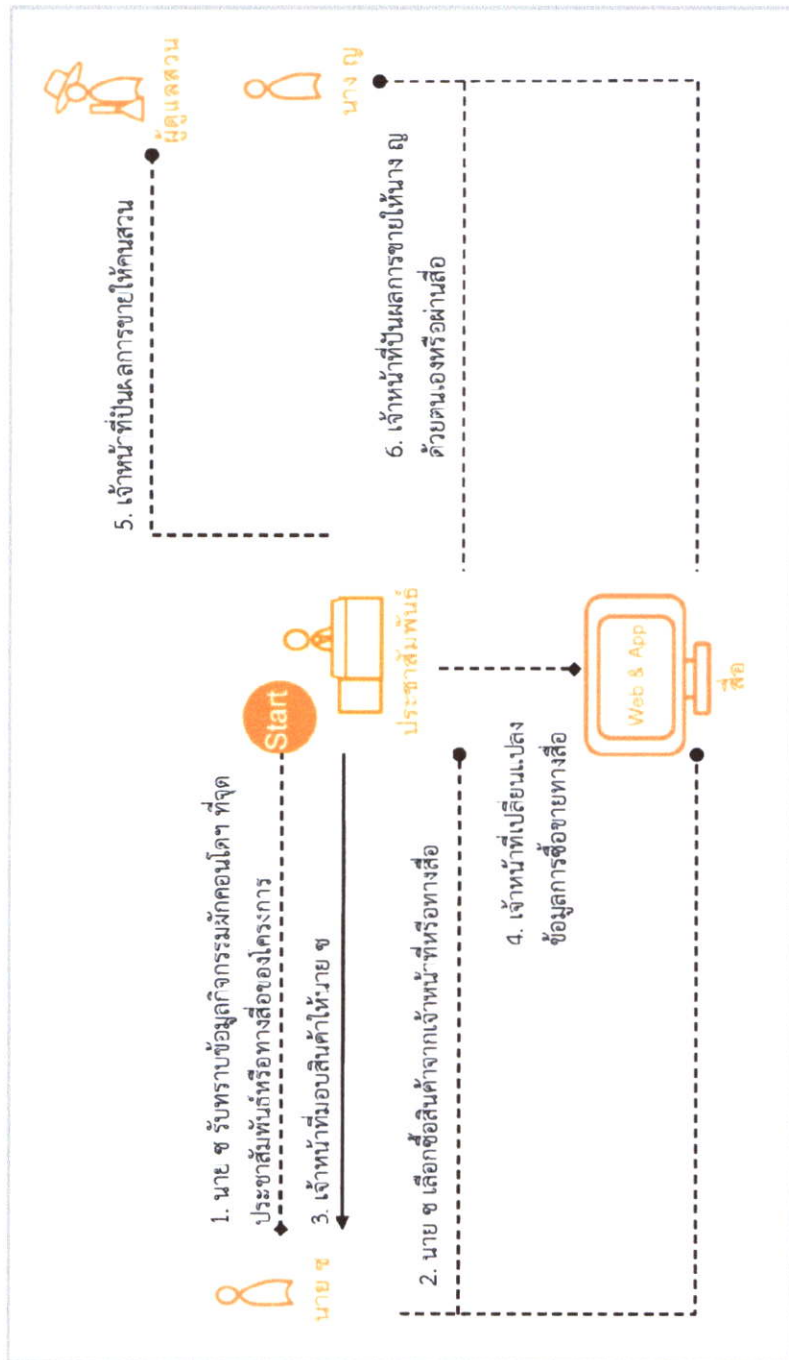 1. นาย ช รับทราบข้อมูลกิจกรรมผักคอนโดฯ ที่จุด
ประชาสัมพันธ์หรือทางสื่อของโครงการ
Start
นาย ช
3. เจ้าหน้าที่มอบสินค้าให้นาย ช
ประชาสัมพันธ์
2. นาย ช เลือกซื้อสินค้าจากเจ้าหน้าที่หรือทางสื่อ
4. เจ้าหน้าที่เปลี่ยนแปลง
ข้อมูลการซื้อขายทางสื่อ
Web & App
สื่อ
5. เจ้าหน้าที่ปันผลการขายให้คนสวน
ผู้ดูแลสวน
6. เจ้าหน้าที่ปันผลการขายให้นาง ญ
ด้วยตนเองหรือผ่านสื่อ
นาง ญ